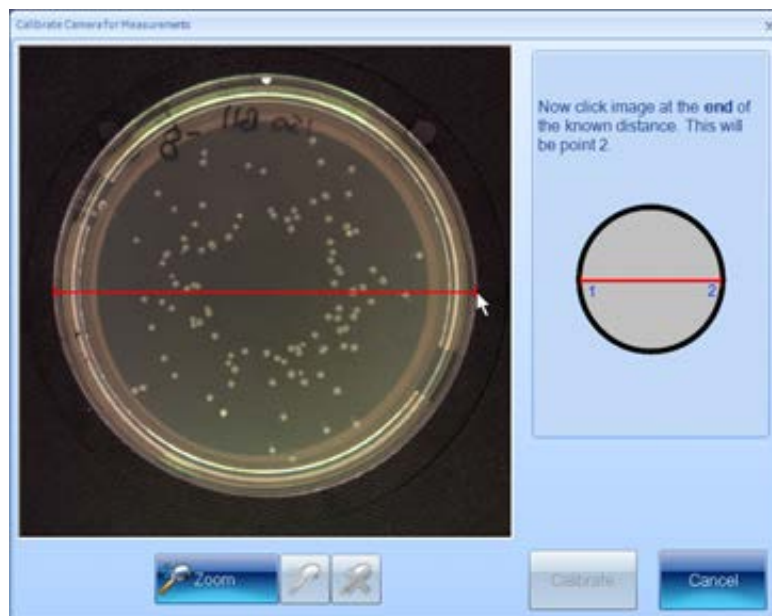 Calibrate Camera for Measurements
x
Now click image at the end of
the known distance. This will
be point 2.
1
2
Zoom
Calibrate
Cancel